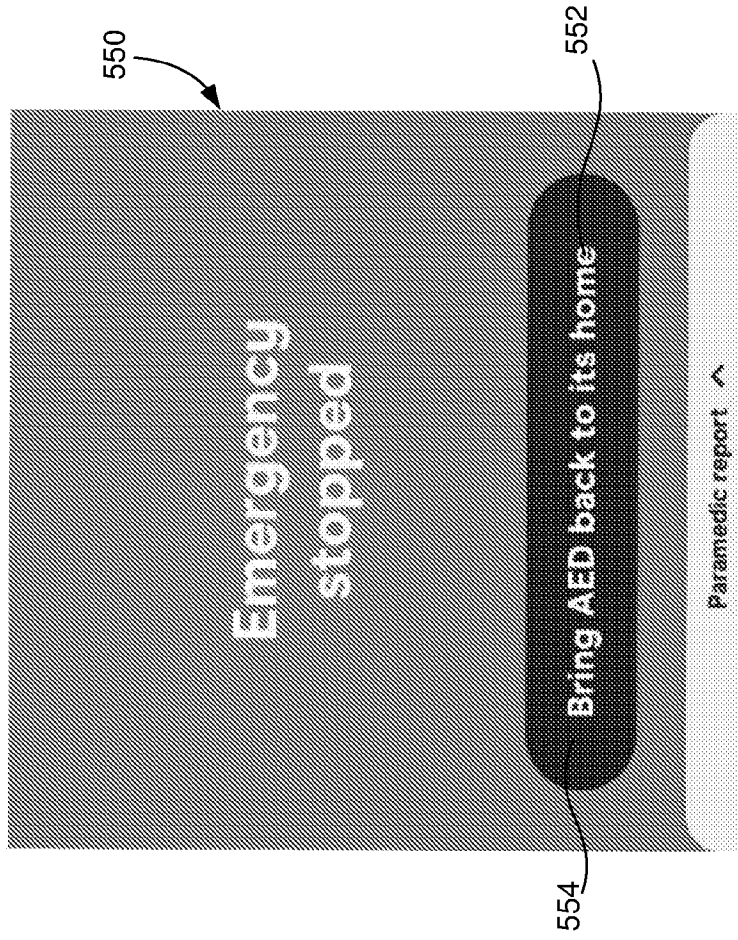 550
Emergency
stopped
552
554
Bring AED back to its home
Paramedic report